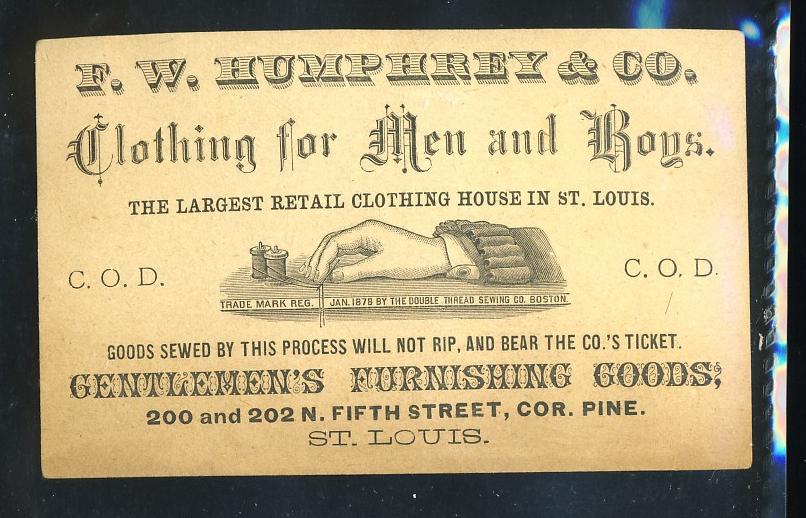 F. W. HUMPHREY & CO.
Clothing for Men and Boys.
THE LARGEST RETAIL CLOTHING HOUSE IN ST. LOUIS.
C. O. D.
C. O. D.
TRADE MARK REG. JAN. 1878 BY THE DOUBLE THREAD SEWING CO. BOSTON.
GOODS SEWED BY THIS PROCESS WILL NOT RIP, AND BEAR THE CO.'S TICKET.
GENTLEMEN'S FURNISHING GOODS,
200 and 202 N. FIFTH STREET, COR. PINE.
ST. LOUIS.